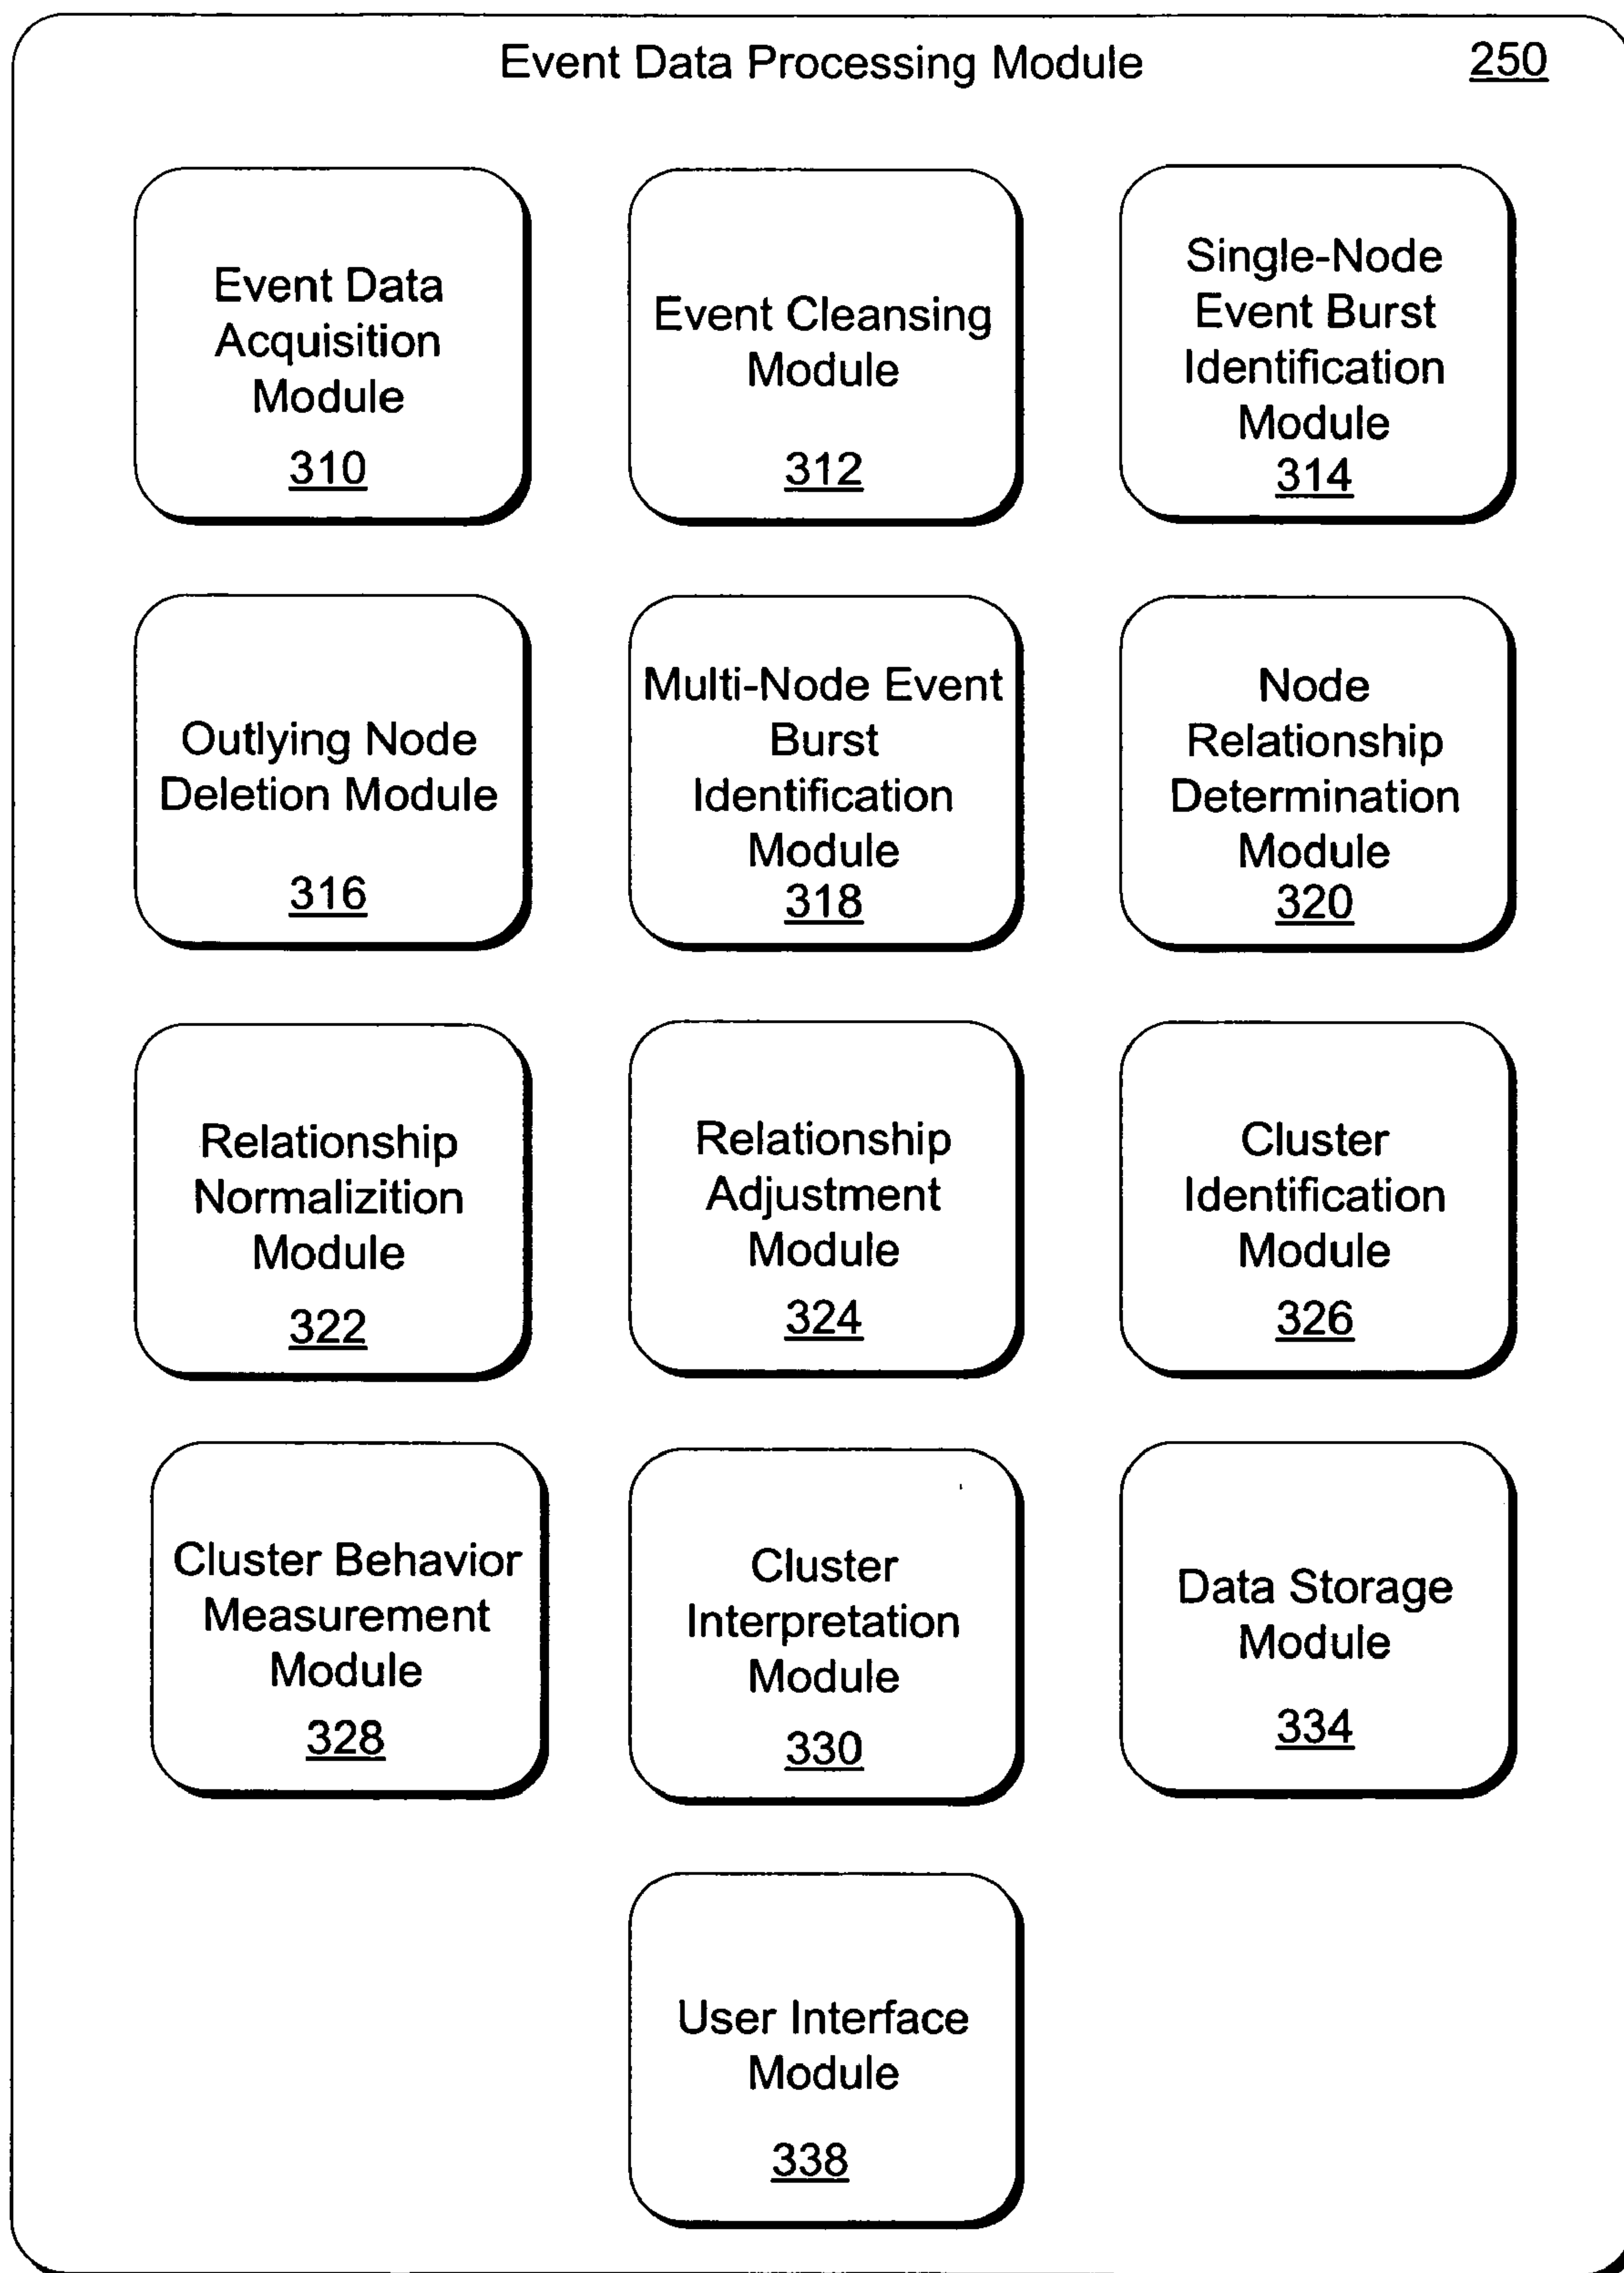 Event Data Processing Module 250
Event Data
Acquisition
Module
310
Event Cleansing
Module
312
Single-Node
Event Burst
Identification
Module
314
Outlying Node
Deletion Module
316
Multi-Node Event
Burst
Identification
Module
318
Node
Relationship
Determination
Module
320
Relationship
Normalizition
Module
322
Relationship
Adjustment
Module
324
Cluster
Identification
Module
326
Cluster Behavior
Measurement
Module
328
Cluster
Interpretation
Module
330
Data Storage
Module
334
User Interface
Module
338